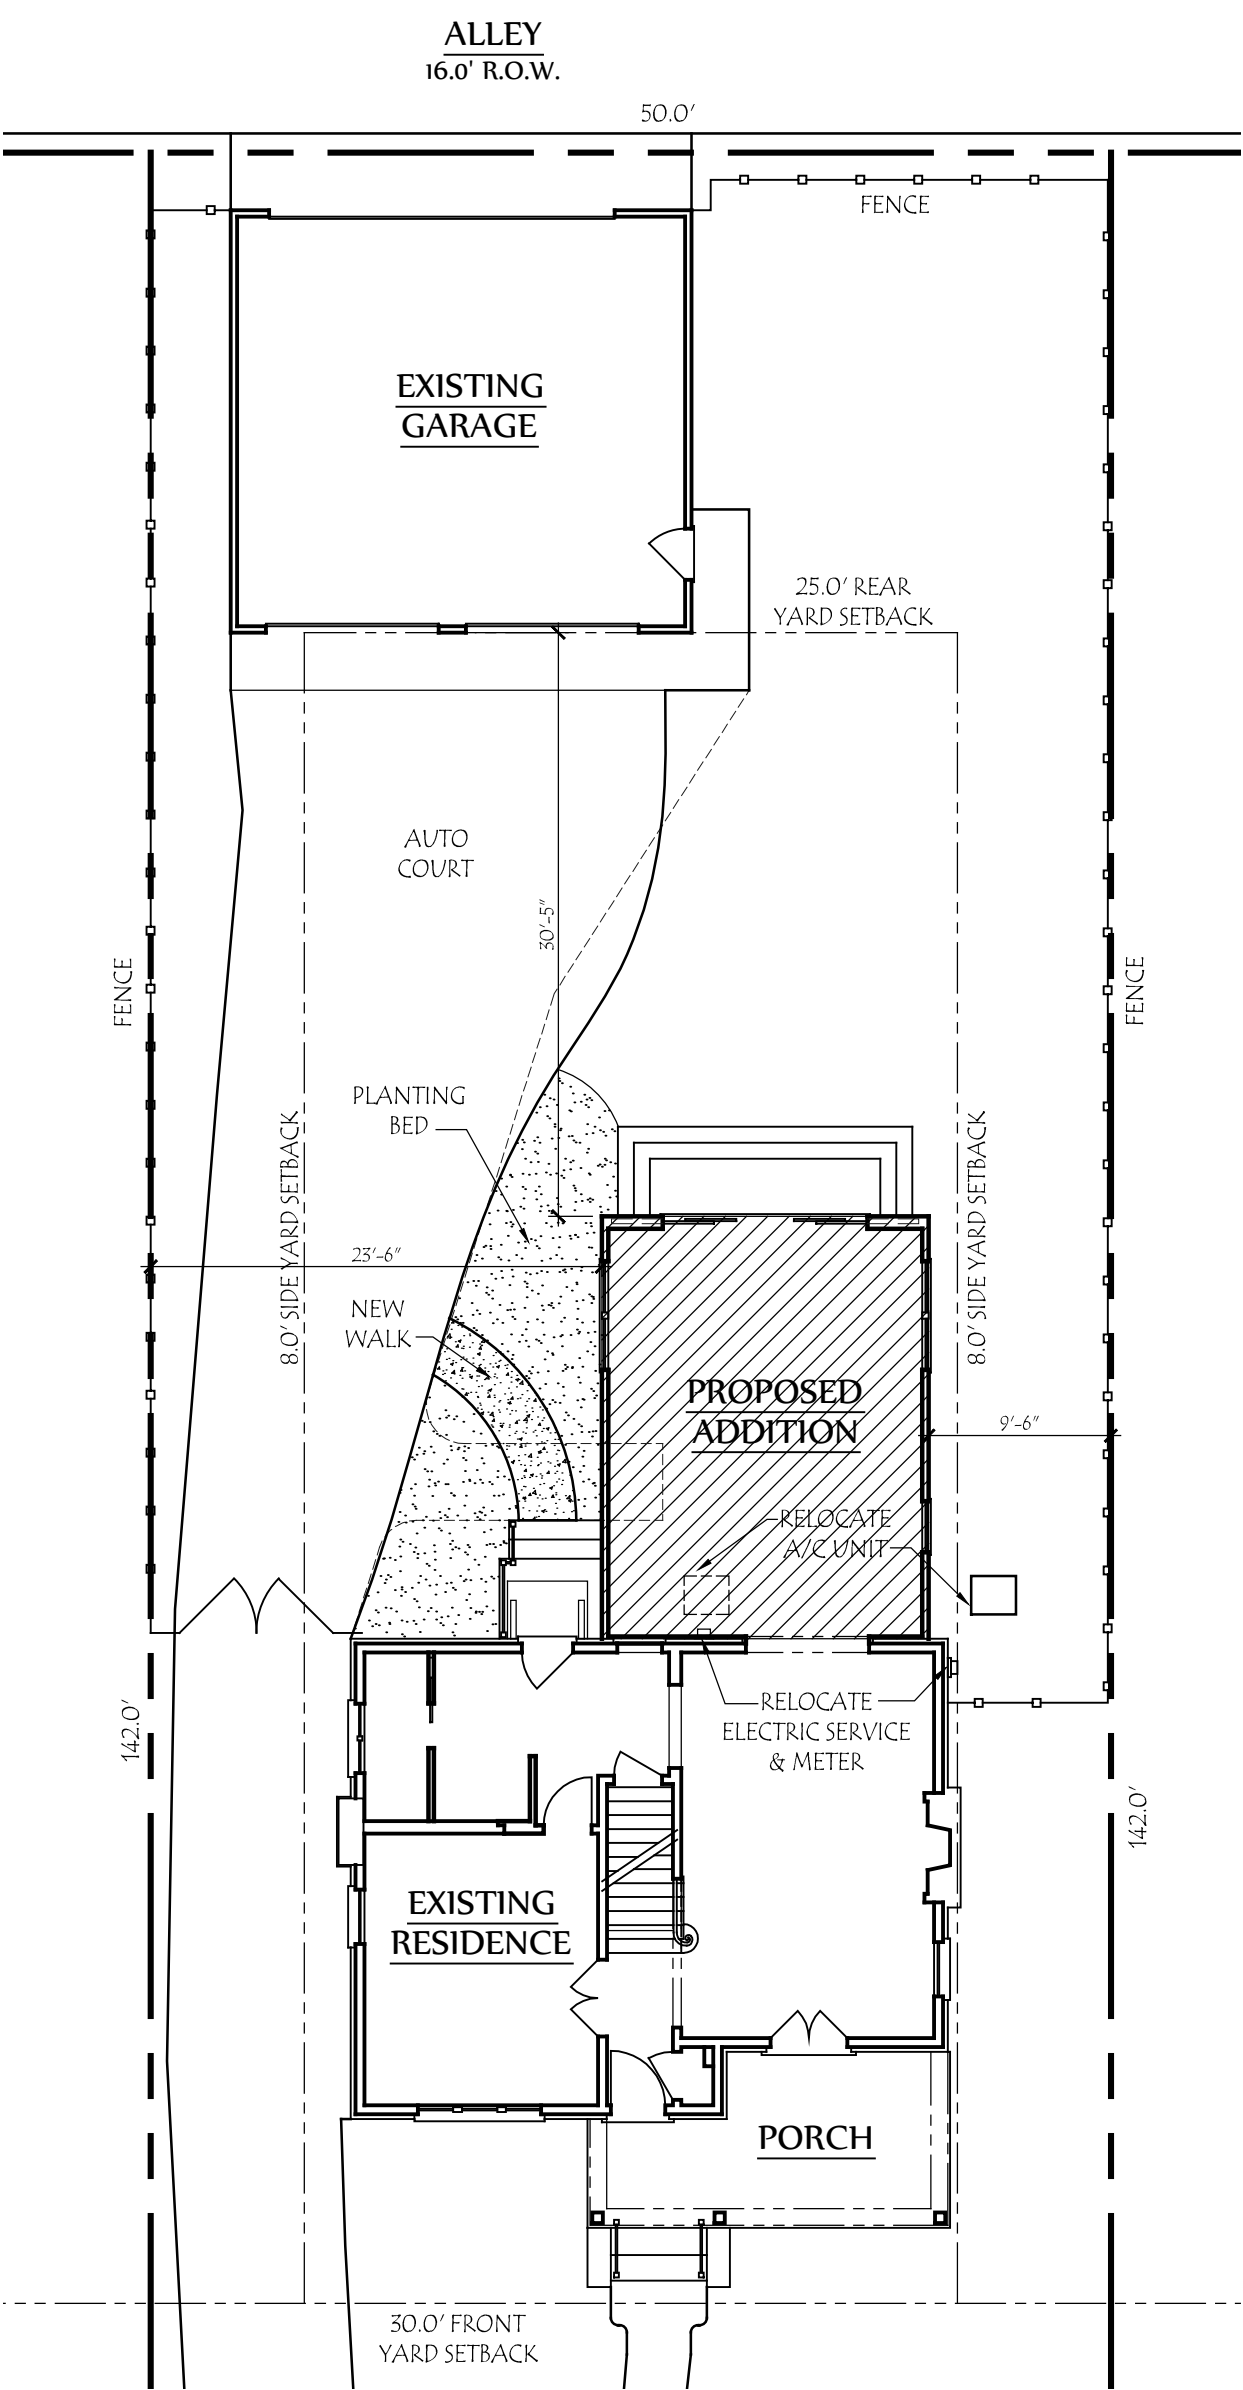 ALLEY
16.0' R.O.W.
50.0'
FENCE
EXISTING
GARAGE
25.0' REAR
YARD SETBACK
AUTO
COURT
30'-5"
FENCE
FENCE
PLANTING
BED
8.0' SIDE YARD SETBACK
8.0' SIDE YARD SETBACK
23'-6"
NEW
WALK
PROPOSED
ADDITION
9'-6"
RELOCATE
A/C UNIT
RELOCATE
ELECTRIC SERVICE
& METER
142.0'
142.0'
EXISTING
RESIDENCE
PORCH
30.0' FRONT
YARD SETBACK